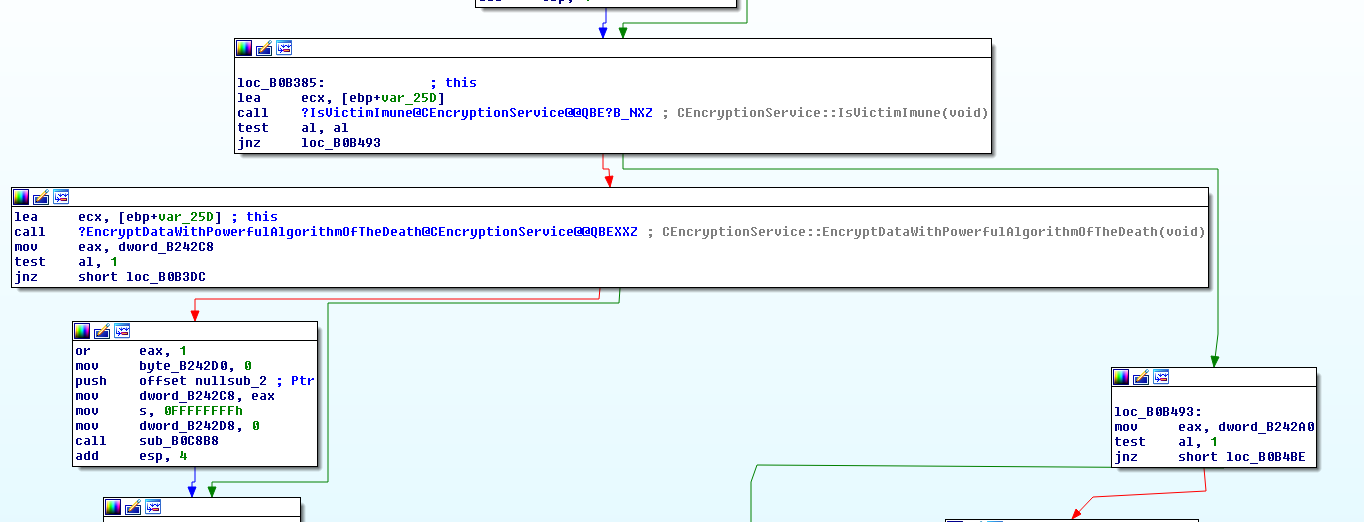 loc_B0B385: ; this
lea ecx, [ebp+var_25D]
call ?IsVictimImune@CEncryptionService@@QBE?B_NXZ ; CEncryptionService::IsVictimImune(void)
test al, al
jnz loc_B0B493
lea ecx, [ebp+var_25D] ; this
call ?EncryptDataWithPowerfulAlgorithmOfTheDeath@CEncryptionService@@QBEXXZ ; CEncryptionService::EncryptDataWithPowerfulAlgorithmOfTheDeath(void)
mov eax, dword_B242C8
test al, 1
jnz short loc_B0B3DC
or eax, 1
mov byte_B242D0, 0
push offset nullsub_2 ; Ptr
mov dword_B242C8, eax
mov s, 0FFFFFFFFh
mov dword_B242D8, 0
call sub_B0C8B8
add esp, 4
loc_B0B493:
mov eax, dword_B242A0
test al, 1
jnz short loc_B0B4BE